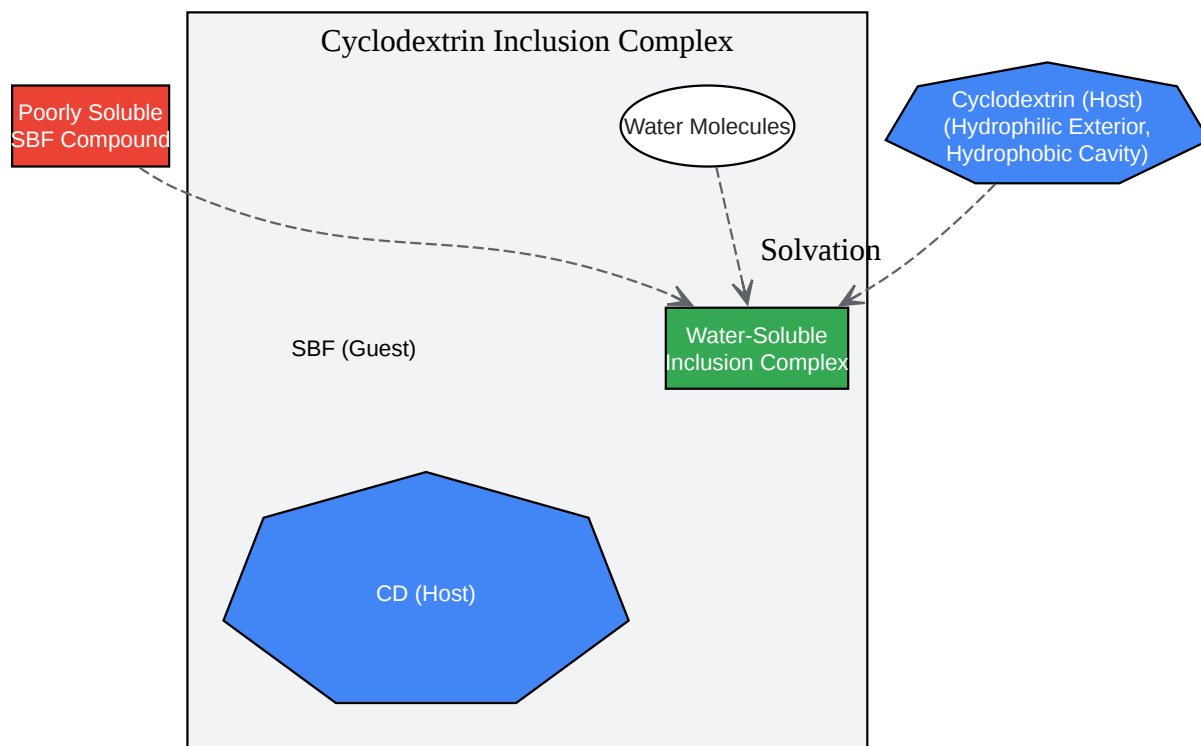 Cyclodextrin Inclusion Complex
Poorly Soluble
SBF Compound
Water Molecules
Cyclodextrin (Host)
(Hydrophilic Exterior,
Hydrophobic Cavity)
Solvation
Water-Soluble
Inclusion Complex
SBF (Guest)
CD (Host)